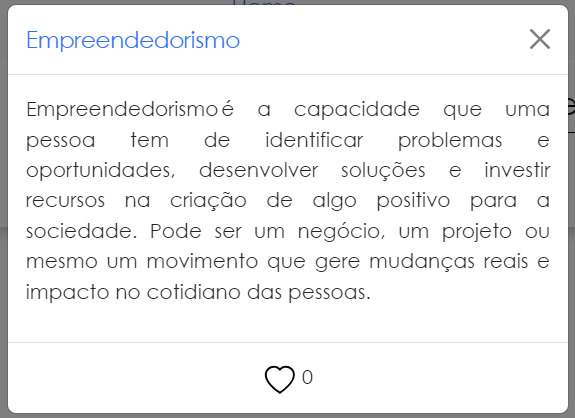 Home
Empreendedorismo
Empreendedorismo é a capacidade que uma
pessoa tem de identificar problemas e
oportunidades, desenvolver soluções e investir
recursos na criação de algo positivo para a
sociedade. Pode ser um negócio, um projeto ou
mesmo um movimento que gere mudanças reais e
impacto no cotidiano das pessoas.
0